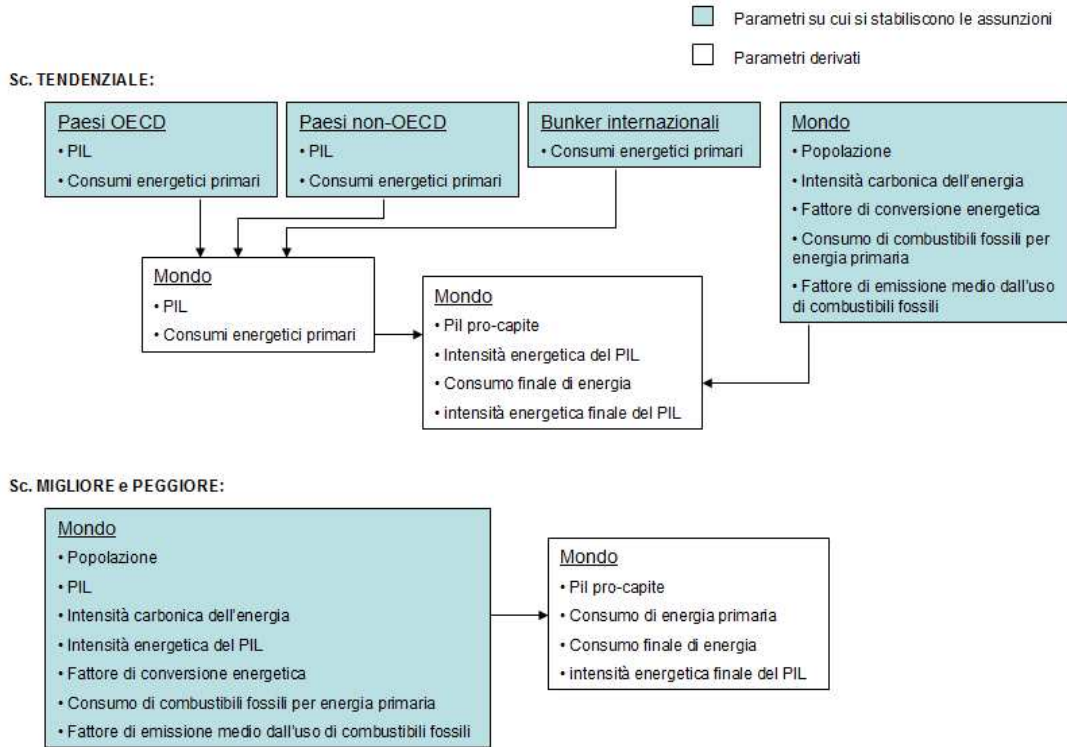 Parametri su cui si stabiliscono le assunzioni
Parametri derivati
Sc. TENDENZIALE:
Paesi OECD
• PIL
• Consumi energetici primari
Paesi non-OECD
• PIL
• Consumi energetici primari
Bunker internazionali
• Consumi energetici primari
Mondo
• Popolazione
• Intensità carbonica dell'energia
• Fattore di conversione energetica
• Consumo di combustibili fossili per
energia primaria
• Fattore di emissione medio dall'uso
di combustibili fossili
Mondo
• PIL
• Consumi energetici primari
Mondo
• Pil pro-capite
• Intensità energetica del PIL
• Consumo finale di energia
• intensità energetica finale del PIL
Sc. MIGLIORE e PEGGIORE:
Mondo
• Popolazione
• PIL
• Intensità carbonica dell'energia
• Intensità energetica del PIL
• Fattore di conversione energetica
• Consumo di combustibili fossili per energia primaria
• Fattore di emissione medio dall'uso di combustibili fossili
Mondo
• Pil pro-capite
• Consumo di energia primaria
• Consumo finale di energia
• intensità energetica finale del PIL